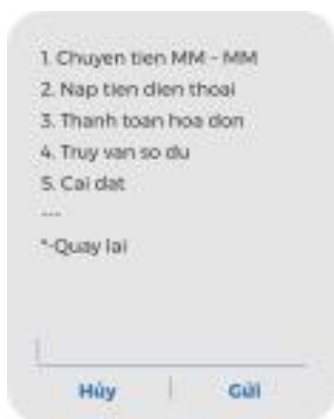 1. Chuyen tien MM - MM
2. Nap tien dien thoai
3. Thanh toan hoa don
4. Truy van so du
5. Cai dat
---
*-Quay lai
Hủy
Gửi